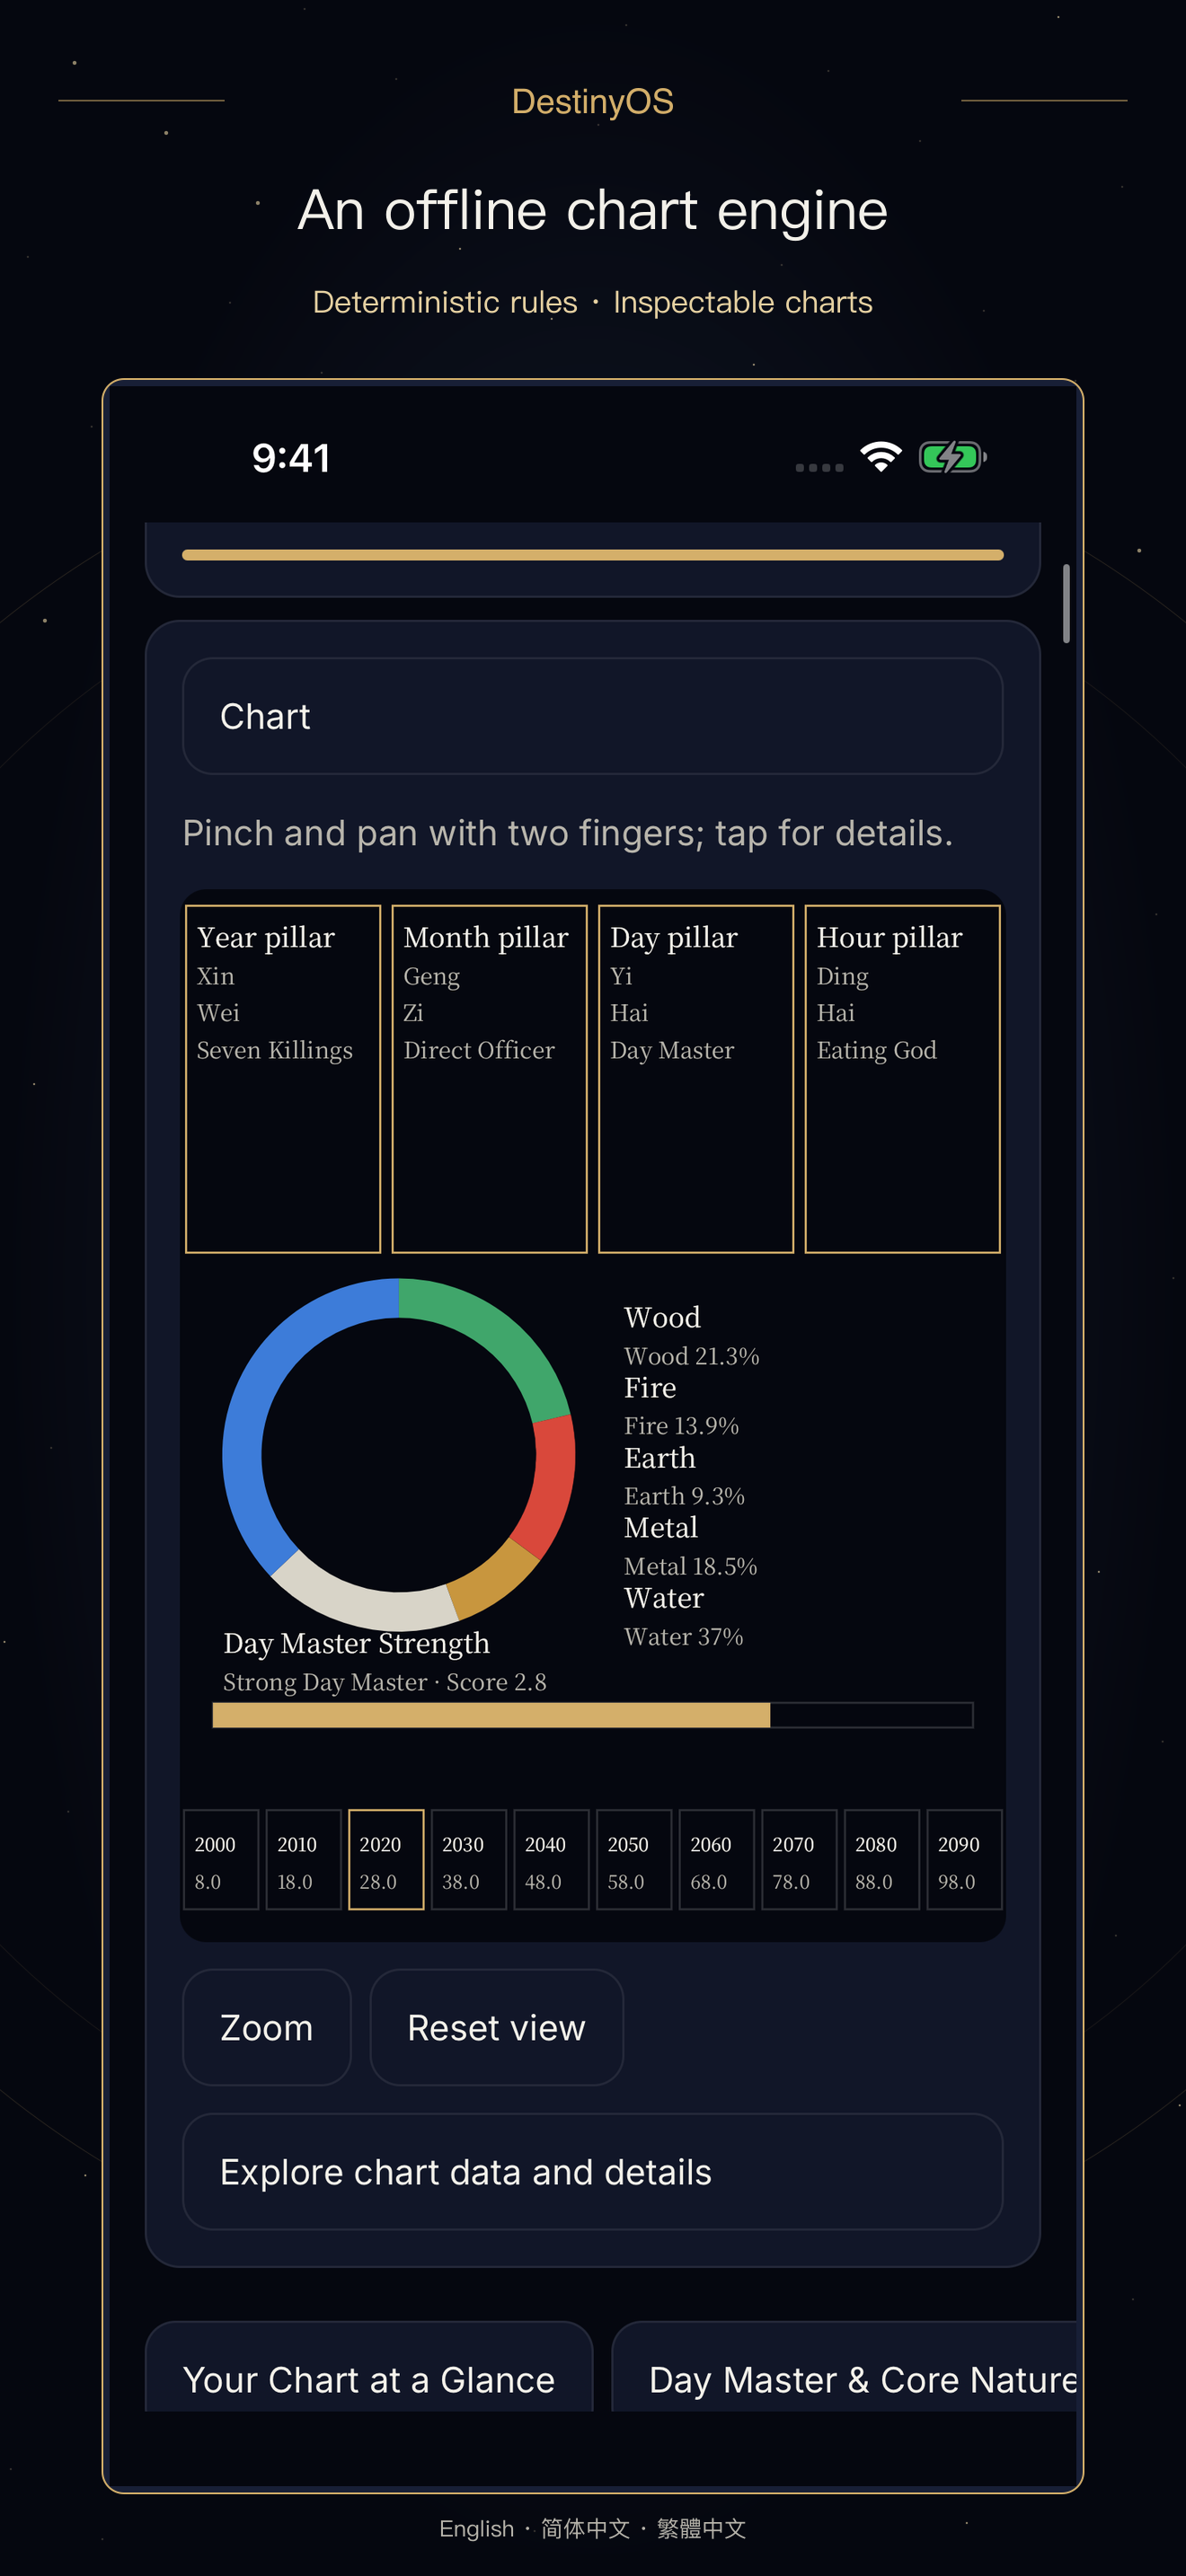 DestinyOS
An offline chart engine
Deterministic rules · Inspectable charts
9:41
Chart
Pinch and pan with two fingers; tap for details.
Year pillar
Xin
Wei
Seven Killings
Month pillar
Geng
Zi
Direct Officer
Day pillar
Yi
Hai
Day Master
Hour pillar
Ding
Hai
Eating God
Wood
Wood 21.3%
Fire
Fire 13.9%
Earth
Earth 9.3%
Metal
Metal 18.5%
Water
Water 37%
Day Master Strength
Strong Day Master · Score 2.8
2000 2010 2020 2030 2040 2050 2060 2070 2080 2090
8.0 18.0 28.0 38.0 48.0 58.0 68.0 78.0 88.0 98.0
Zoom Reset view
Explore chart data and details
Your Chart at a Glance Day Master & Core Nature
English · 简体中文 · 繁體中文